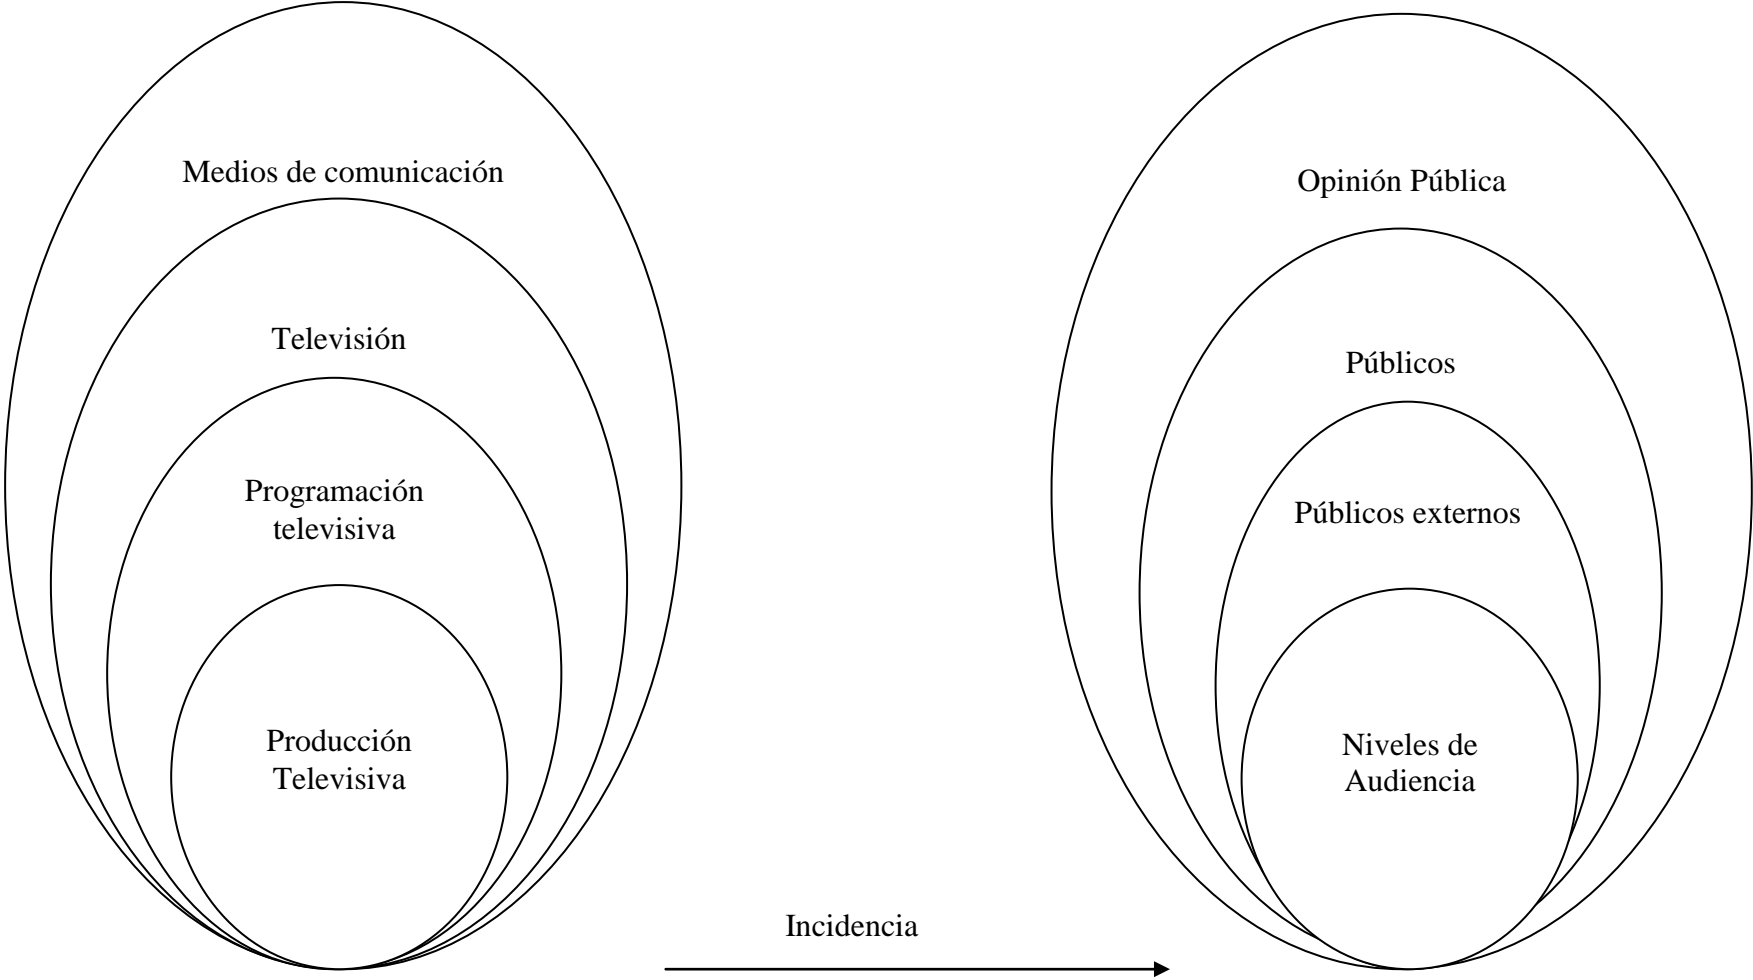 Medios de comunicación
Televisión
Programación
televisiva
Producción
Televisiva
Incidencia
Opinión Pública
Públicos
Públicos externos
Niveles de
Audiencia